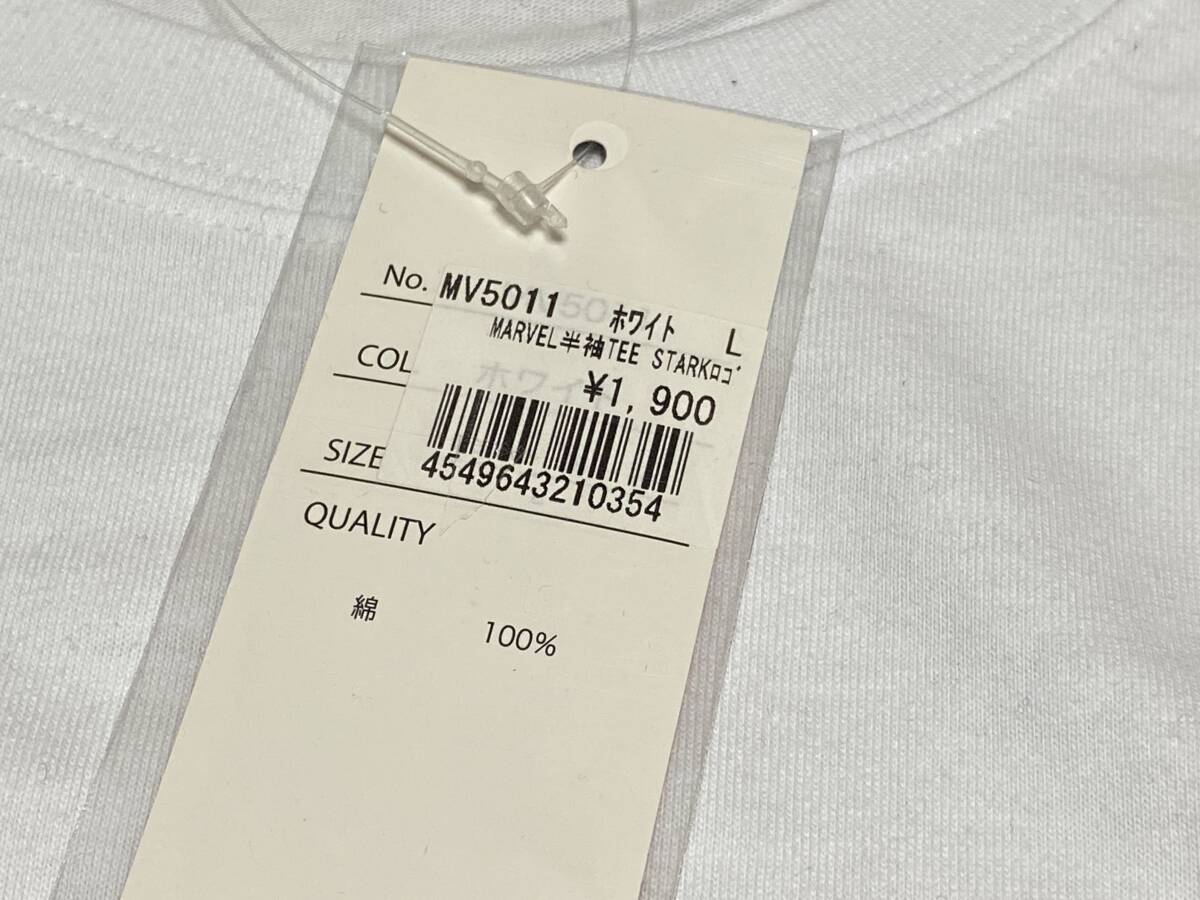 No. MV5011 ホワイト L
MARVEL半袖TEE STARKロゴ
COL
¥1,900
SIZE
4549643210354
QUALITY
綿 100%